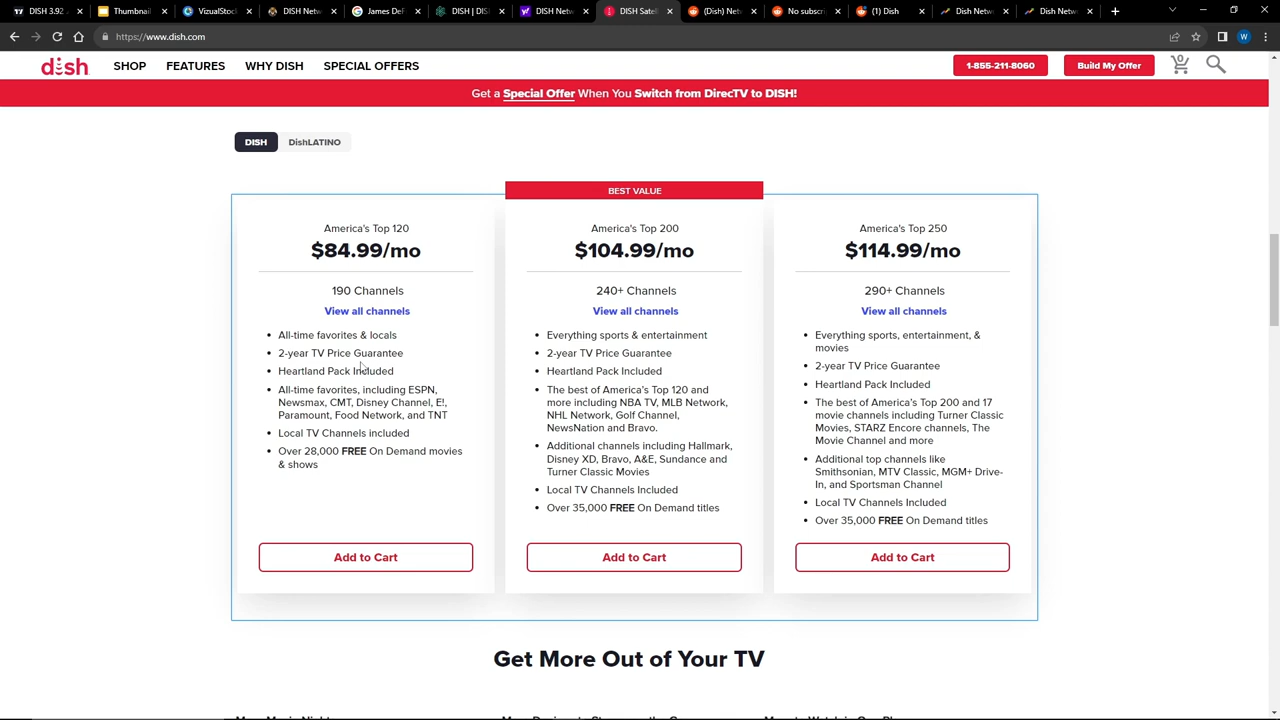 DISH 3.92
Thumbnail
VizualStock
DISH Netw
James DeF
DISH | DIS
DISH Netw
DISH Satel
(Dish) Netw
No subscri
(1) Dish
Dish Netw
Dish Netw
https://www.dish.com
W
dish
SHOP
FEATURES
WHY DISH
SPECIAL OFFERS
1-855-211-8060
Build My Offer
0
Get a Special Offer When You Switch from DirecTV to DISH!
DISH
DishLATINO
BEST VALUE
America's Top 120
$84.99/mo
190 Channels
View all channels
• All-time favorites & locals
• 2-year TV Price Guarantee
• Heartland Pack Included
• All-time favorites, including ESPN,
Newsmax, CMT, Disney Channel, E!,
Paramount, Food Network, and TNT
• Local TV Channels included
• Over 28,000 FREE On Demand movies
& shows
Add to Cart
America's Top 200
$104.99/mo
240+ Channels
View all channels
• Everything sports & entertainment
• 2-year TV Price Guarantee
• Heartland Pack Included
• The best of America's Top 120 and
more including NBA TV, MLB Network,
NHL Network, Golf Channel,
NewsNation and Bravo.
• Additional channels including Hallmark,
Disney XD, Bravo, A&E, Sundance and
Turner Classic Movies
• Local TV Channels Included
• Over 35,000 FREE On Demand titles
Add to Cart
America's Top 250
$114.99/mo
290+ Channels
View all channels
• Everything sports, entertainment, &
movies
• 2-year TV Price Guarantee
• Heartland Pack Included
• The best of America's Top 200 and 17
movie channels including Turner Classic
Movies, STARZ Encore channels, The
Movie Channel and more
• Additional top channels like
Smithsonian, MTV Classic, MGM+ Drive-
In, and Sportsman Channel
• Local TV Channels Included
• Over 35,000 FREE On Demand titles
Add to Cart
Get More Out of Your TV